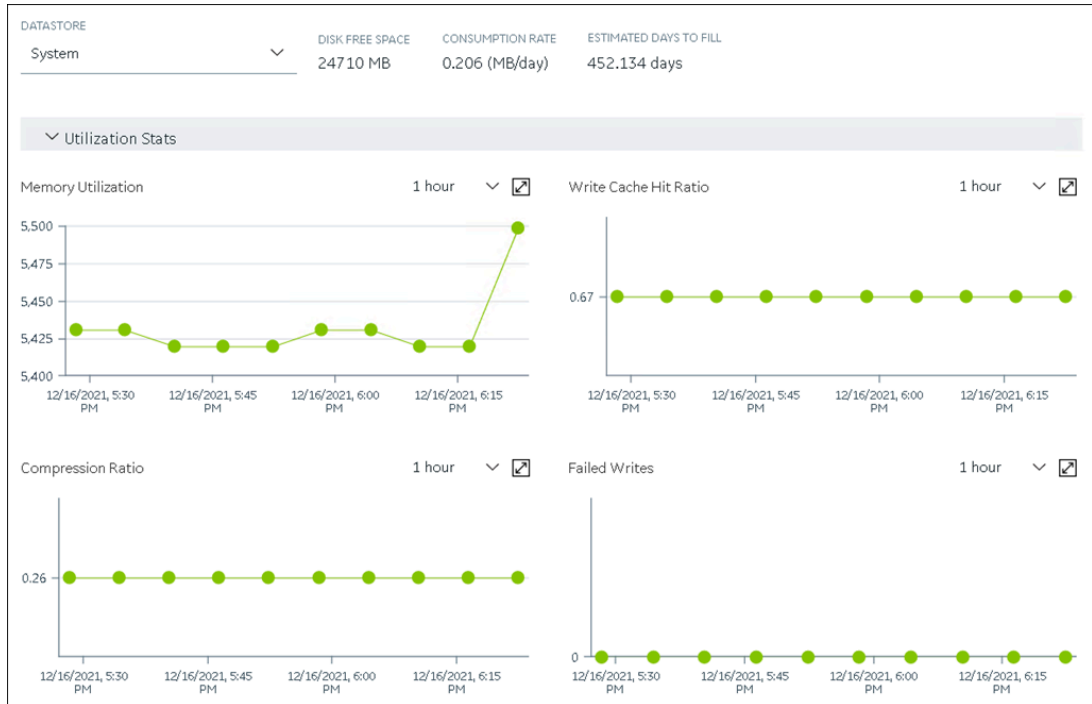 DATASTORE
System
DISK FREE SPACE
24710 MB
CONSUMPTION RATE
0.206 (MB/day)
ESTIMATED DAYS TO FILL
452.134 days
Utilization Stats
Memory Utilization
1 hour
5,500
5,475
5,450
5,425
5,400
12/16/2021, 5:30
PM
12/16/2021, 5:45
PM
12/16/2021, 6:00
PM
12/16/2021, 6:15
PM
Write Cache Hit Ratio
1 hour
0.67
12/16/2021, 5:30
PM
12/16/2021, 5:45
PM
12/16/2021, 6:00
PM
12/16/2021, 6:15
PM
Compression Ratio
1 hour
0.26
12/16/2021, 5:30
PM
12/16/2021, 5:45
PM
12/16/2021, 6:00
PM
12/16/2021, 6:15
PM
Failed Writes
1 hour
0
12/16/2021, 5:30
PM
12/16/2021, 5:45
PM
12/16/2021, 6:00
PM
12/16/2021, 6:15
PM